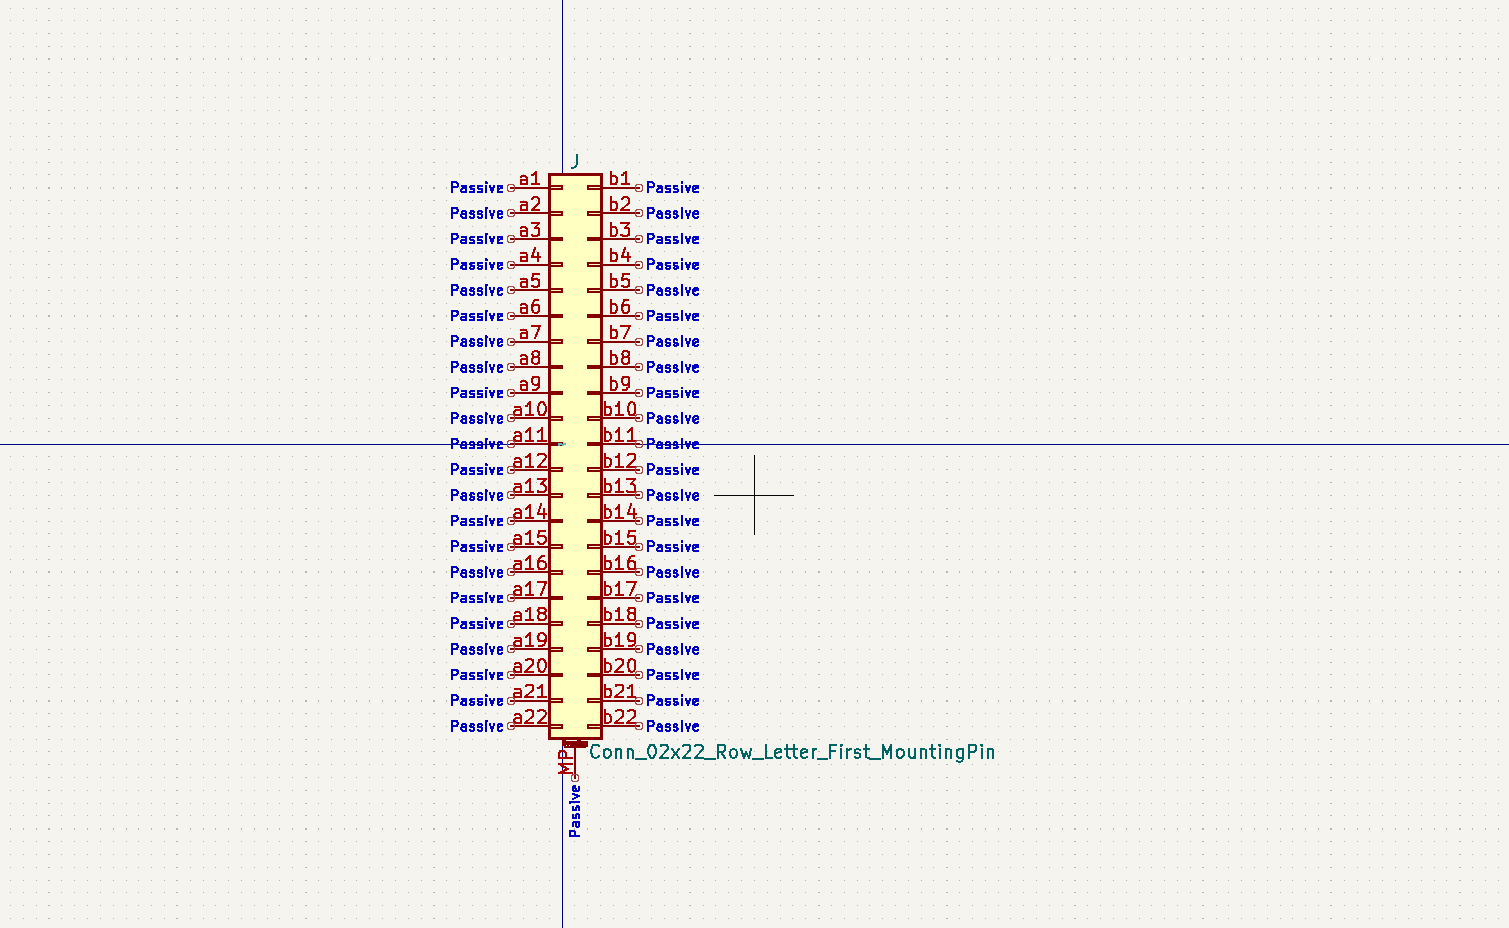 J
Passive a1 b1 Passive
Passive a2 b2 Passive
Passive a3 b3 Passive
Passive a4 b4 Passive
Passive a5 b5 Passive
Passive a6 b6 Passive
Passive a7 b7 Passive
Passive a8 b8 Passive
Passive a9 b9 Passive
Passive a10 b10 Passive
Passive a11 b11 Passive
Passive a12 b12 Passive
Passive a13 b13 Passive
Passive a14 b14 Passive
Passive a15 b15 Passive
Passive a16 b16 Passive
Passive a17 b17 Passive
Passive a18 b18 Passive
Passive a19 b19 Passive
Passive a20 b20 Passive
Passive a21 b21 Passive
Passive a22 b22 Passive
MP Conn_02x22_Row_Letter_First_MountingPin
Passive